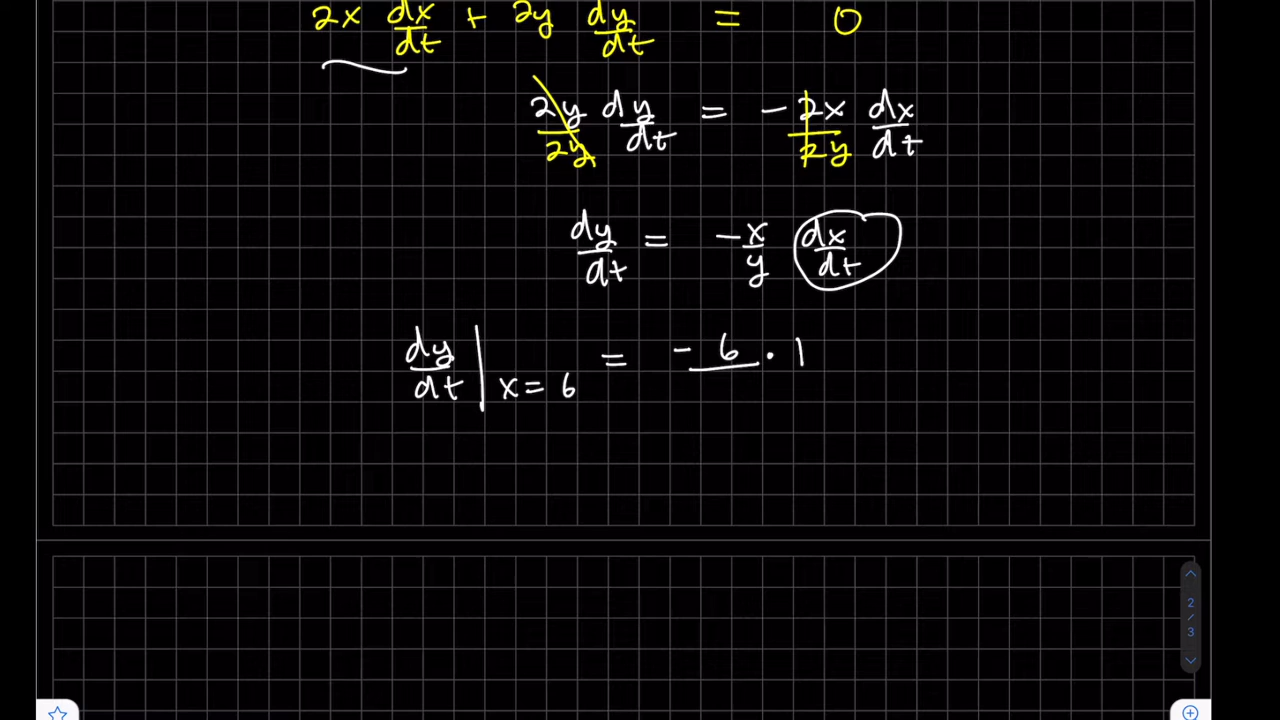 2x dx/dt + 2y dy/dt = 0
2y/2y dy/dt = - 2x/2y dx/dt
dy/dt = - x/y dx/dt
dy/dt | x = 6 = - 6/ · 1
2
/
3